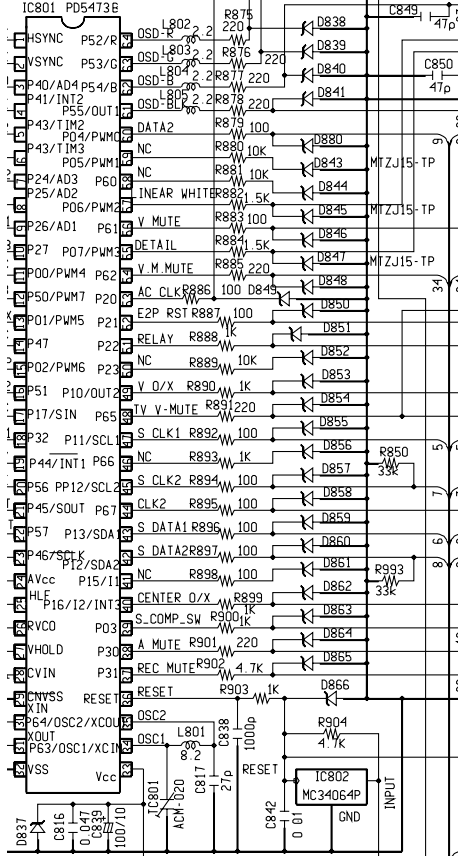 IC801 PD5473B
HSYNC
VSYNC
P40/AD4
P41/INT2
P43/TIM2
P43/TIM3
P24/AD3
P25/AD2
P26/AD1
P27
P00/PWM4
P50/PWM7
P01/PWM5
P47
P02/PWM6
P51
P17/SIN
P32
P44/INT1
P56
P45/SOUT
P57
P46/SCLK
AVcc
HLF
RVCO
VHOLD
CVIN
CNVSS
XIN
P64/OSC2/XCOU
XOUT
P63/OSC1/XCIN
VSS
P52/R
P53/G
P54/B
P55/OUT1
P04/PWM0
P05/PWM1
P60
P06/PWM2
P61
P07/PWM3
P62
P20
P21
P22
P23
P10/OUT2
P65
P11/SCL1
P66
PP12/SCL2
P67
P13/SDA1
P12/SDA2
P15/I1
P16/I2/INT3
P03
P30
P31
RESET
Vcc
OSD-R L802 2.2 R875 220
OSD-G L803 2.2 R876 220
OSD-B L804 2.2 R877 220
OSD-BL L805 2.2 R878 220
DATA2 R879 100
NC R880 10K
NC R881 10K
LINEAR WHITE R882 1.5K
V MUTE R883 100
DETAIL R884 1.5K
V.M.MUTE R885 220
AC CLK R886 100
E2P RST R887 100
RELAY R888 1K
NC R889 10K
V O/X R890 1K
TV V-MUTE R891 220
S CLK1 R892 100
NC R893 1K
S CLK2 R894 100
CLK2 R895 100
S DATA1 R896 100
S DATA2 R897 100
NC R898 100
CENTER O/X R899 1K
S_COMP_SW R900 1K
A MUTE R901 220
REC MUTE R902 4.7K
RESET R903 1K
OSC2
OSC1 L801 8.2
D838
D839
D840
D841
D880
D843
D844
D845
D846
D847
D848
D849
D850
D851
D852
D853
D854
D855
D856
D857
D858
D859
D860
D861
D862
D863
D864
D865
D866
C849
47p
C850
47p
MTZJ15-TP
MTZJ15-TP
MTZJ15-TP
9
34
5
7
6
8
R850
33k
R993
33k
R904
4.7K
C838
1000p
C817
27p
RESET
IC802
MC34064P
GND
INPUT
C842
0.01
TC801
ACM-020
D837
C816
0.047
C839
100/10